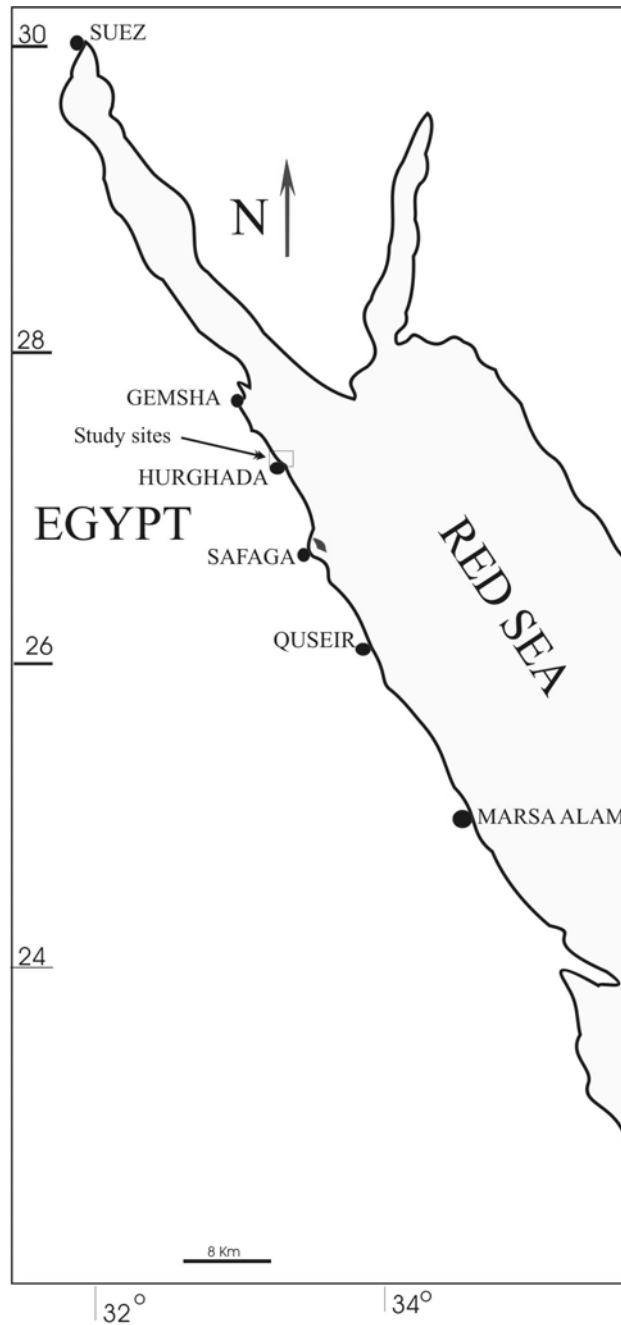 30
SUEZ
N
28
GEMSHA
Study sites
HURGHADA
EGYPT
SAFAGA
RED SEA
26
QUSEIR
MARSA ALAM
24
8 Km
32°
34°